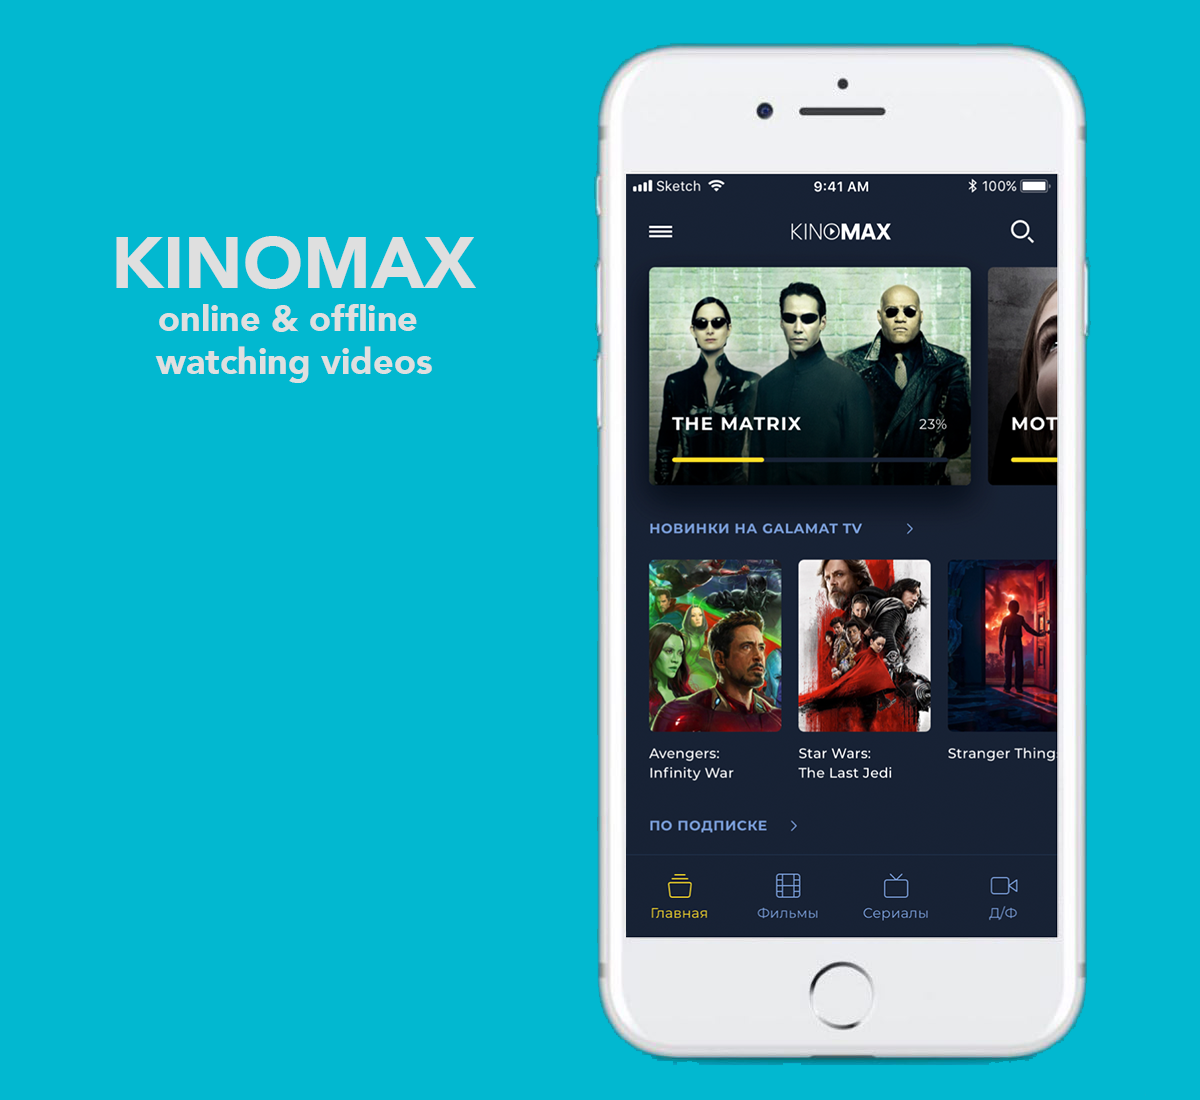 KINOMAX
online & offline
watching videos
Sketch 9:41 AM 100%
KINOMAX
THE MATRIX 23%
MOT
НОВИНКИ НА GALAMAT TV
Avengers:
Infinity War
Star Wars:
The Last Jedi
Stranger Thing
ПО ПОДПИСКЕ
Главная Фильмы Сериалы Д/Ф